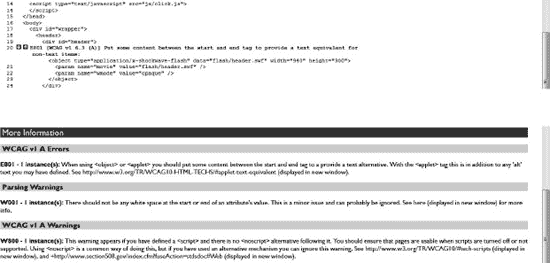 14 <script type="text/javascript" src="js/click.js">
15 </script>
16 </head>
16 <body>
17 <div id="wrapper">
18 <header>
19 <div id="header">
20 E801 [WCAG v1 6.3 (A)] Put some content between the start and end tag to provide a text equivalent for
non-text items:
<object type="application/x-shockwave-flash" data="flash/header.swf" width="980" height="300">
21 <param name="movie" value="flash/header.swf" />
22 <param name="wmode" value="opaque" />
23 </object>
24 </div>
More Information
WCAG v1 A Errors
E801 - 1 instance(s): When using <object> or <applet> you should put some content between the start and end tag to a provide a text alternative. With the <applet> tag this is in addition to any 'alt'
text you may have defined. See http://www.w3.org/TR/WCAG10-HTML-TECHS/#applet-text-equivalent (displayed in new window).
Parsing Warnings
W001 - 1 instance(s): There should not be any white space at the start or end of an attribute's value. This is a minor issue and can probably be ignored. See here (displayed in new window) for more
info.
WCAG v1 A Warnings
W800 - 1 instance(s): This warning appears if you have defined a <script> and there is no <noscript> alternative following it. You should ensure that pages are usable when scripts are turned off or not
supported. Using <noscript> is a common way of doing this, but if you have used an alternative mechanism you can ignore this warning. See http://www.w3.org/TR/WCAG10/#tech-scripts (displayed in
new window), and +http://www.section508.gov/index.cfm?fuseAction=stdsdoc#Web (displayed in new window).